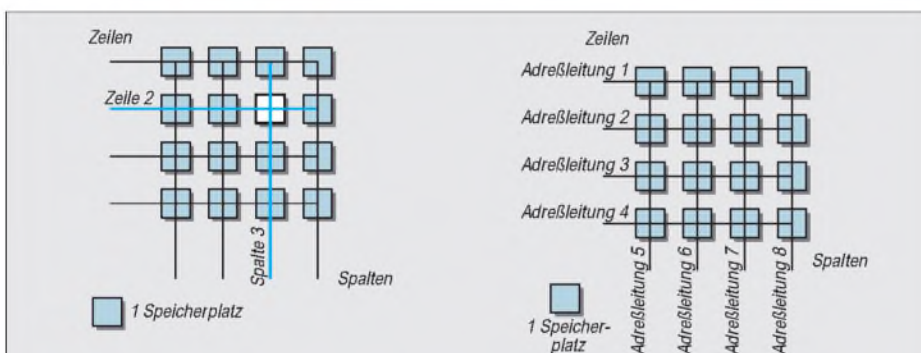 Zeilen
Zeile 2
Spalte 3
Spalten
1 Speicherplatz
Zeilen
Adreßleitung 1
Adreßleitung 2
Adreßleitung 3
Adreßleitung 4
Adreßleitung 5
Adreßleitung 6
Adreßleitung 7
Adreßleitung 8
Spalten
1 Speicher-
platz